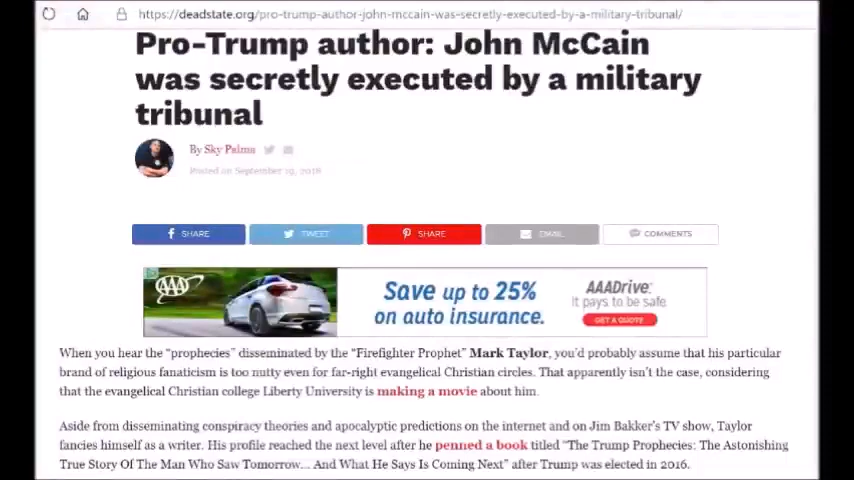 https://deadstate.org/pro-trump-author-john-mccain-was-secretly-executed-by-a-military-tribunal/
Pro-Trump author: John McCain
was secretly executed by a military
tribunal
By Sky Palma
Posted on September 19, 2018
SHARE
TWEET
SHARE
EMAIL
COMMENTS
AAA
Save up to 25%
on auto insurance.
AAADrive:
It pays to be safe.
GET A QUOTE
When you hear the “prophecies” disseminated by the “Firefighter Prophet” Mark Taylor, you’d probably assume that his particular
brand of religious fanaticism is too nutty even for far-right evangelical Christian circles. That apparently isn’t the case, considering
that the evangelical Christian college Liberty University is making a movie about him.
Aside from disseminating conspiracy theories and apocalyptic predictions on the internet and on Jim Bakker’s TV show, Taylor
fancies himself as a writer. His profile reached the next level after he penned a book titled “The Trump Prophecies: The Astonishing
True Story Of The Man Who Saw Tomorrow... And What He Says Is Coming Next” after Trump was elected in 2016.